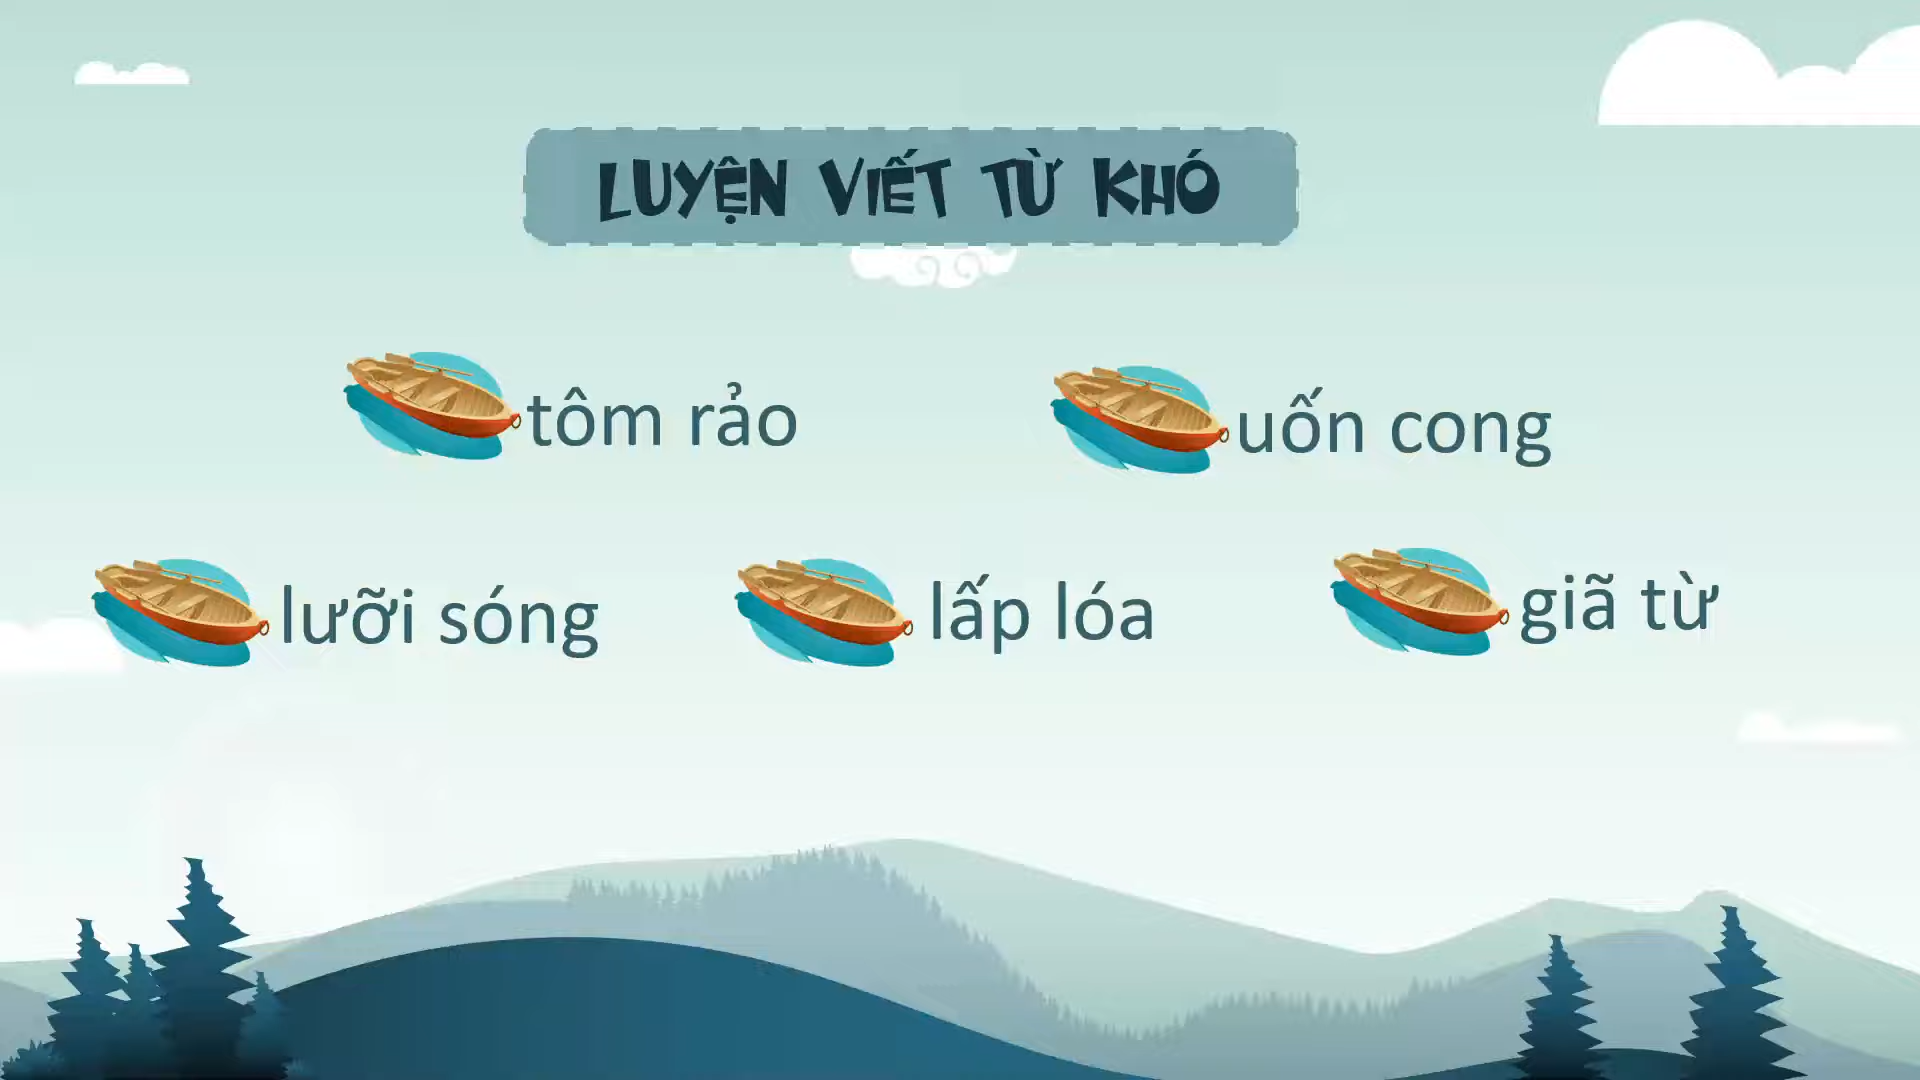 LUYỆN VIẾT TỪ KHÓ
tôm rảo
uốn cong
lưỡi sóng
lấp lóa
giã từ